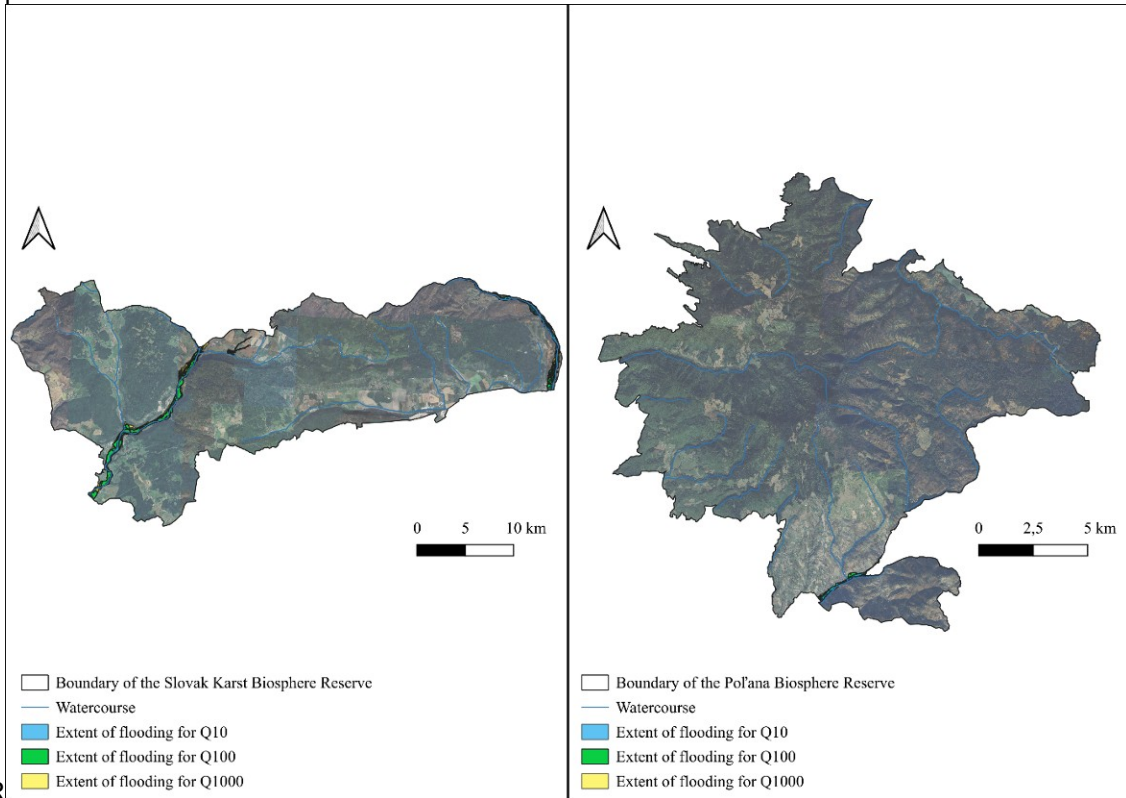 0 5 10 km
0 2,5 5 km
Boundary of the Slovak Karst Biosphere Reserve
Watercourse
Extent of flooding for Q10
Extent of flooding for Q100
Extent of flooding for Q1000
Boundary of the Poľana Biosphere Reserve
Watercourse
Extent of flooding for Q10
Extent of flooding for Q100
Extent of flooding for Q1000